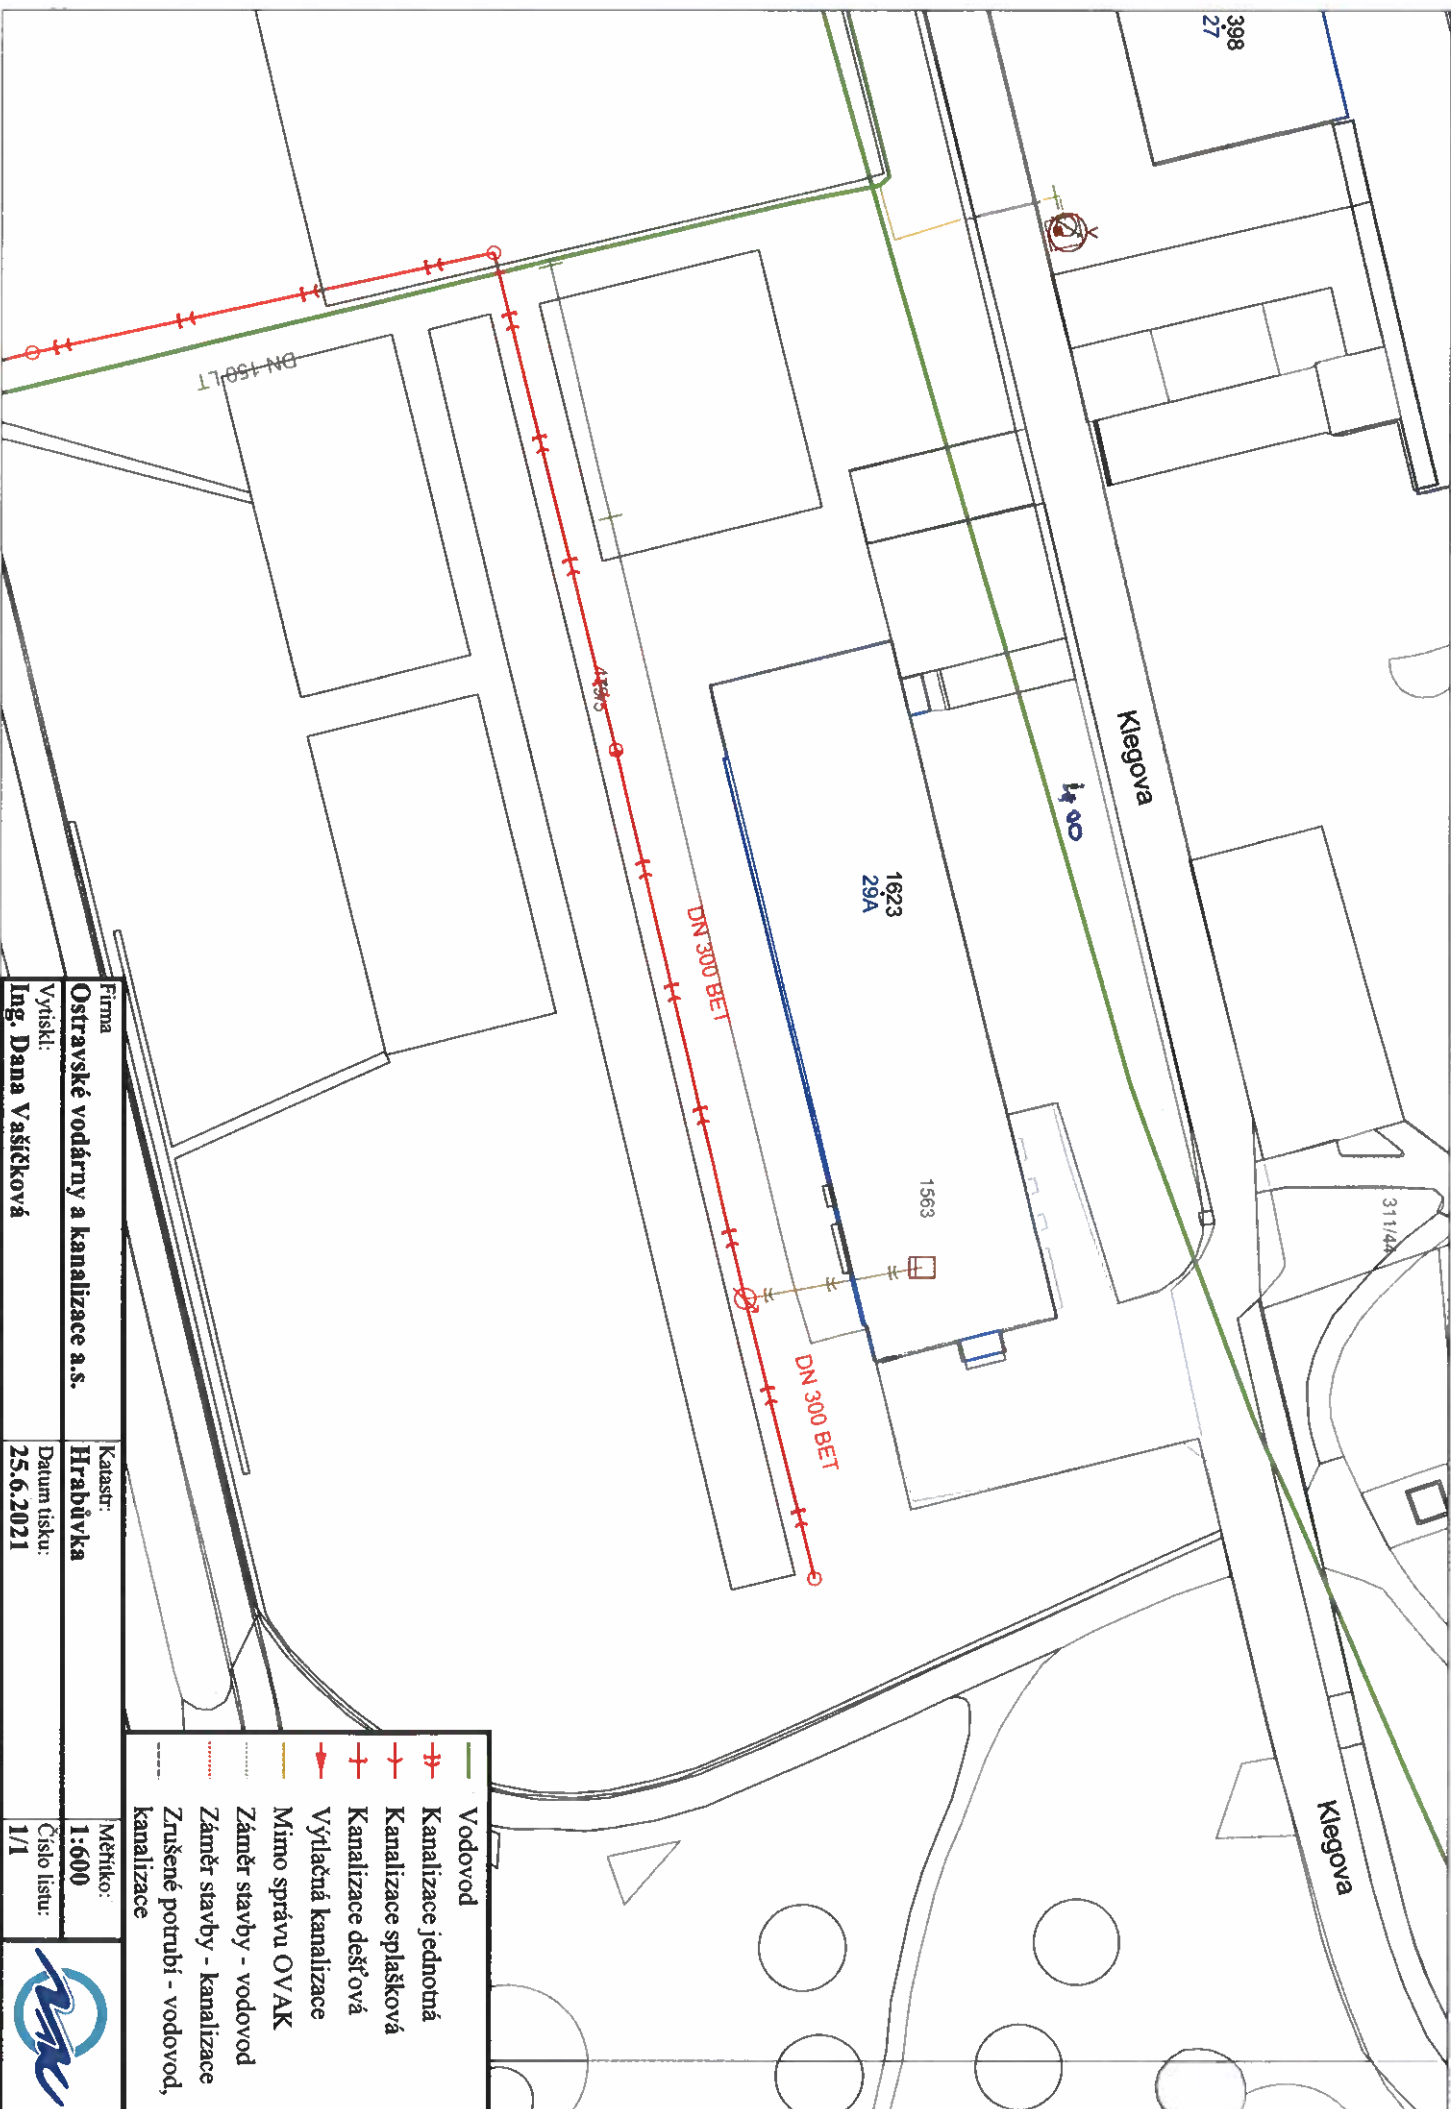 398
27
Klegova
1623
29A
1563
311/44
Klegova
DN 150 LT
DN 300 BET
DN 300 BET
Vodovod
Kanalizace jednotná
Kanalizace splašková
Kanalizace dešťová
Výtlačná kanalizace
Mimo správu OVAK
Záměr stavby - vodovod
Záměr stavby - kanalizace
Zrušené potrubí - vodovod,
kanalizace
Firma
Ostravské vodárny a kanalizace a.s.
Katastr:
Hrabůvka
Měřítko:
1:600
Vytiskl:
Ing. Dana Vašíčková
Datum tisku:
25.6.2021
Číslo listu:
1/1